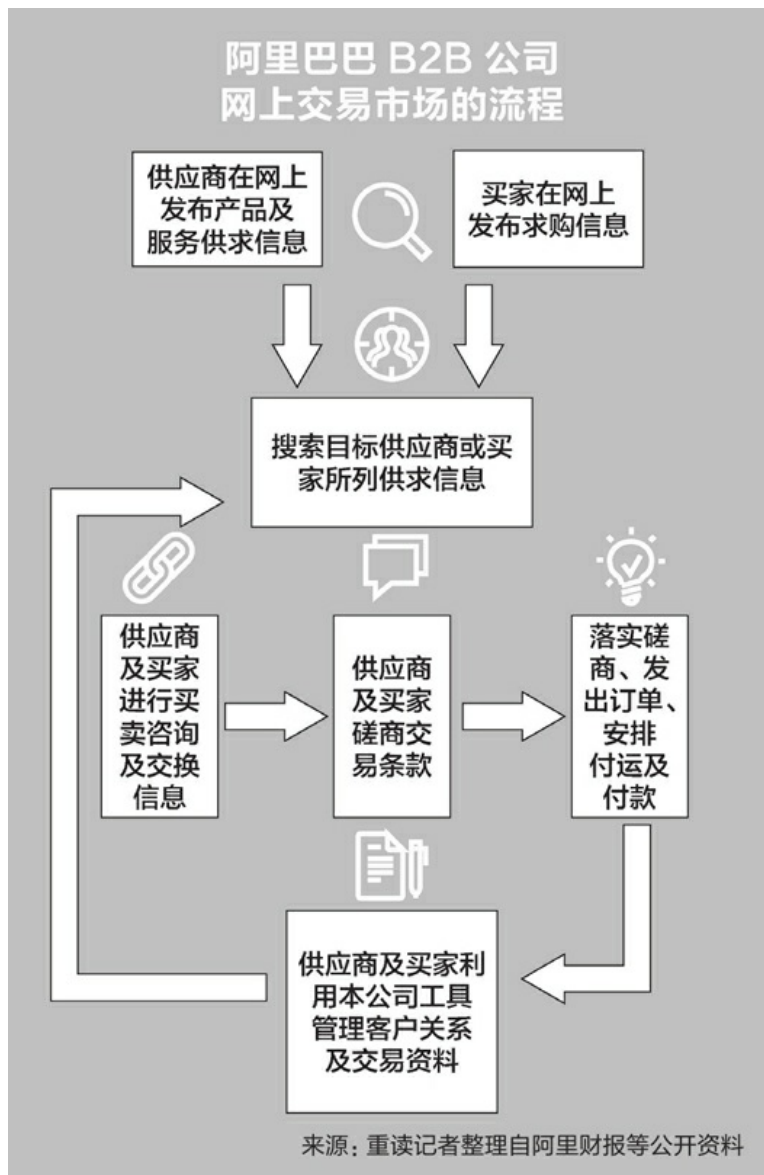 阿里巴巴 B2B 公司
网上交易市场的流程
供应商在网上
发布产品及
服务供求信息
买家在网上
发布求购信息
搜索目标供应商或买
家所列供求信息
供应商
及买家
进行买
卖咨询
及交换
信息
供应商
及买家
磋商交
易条款
落实磋
商、发
出订单、
安排
付运及
付款
供应商及买家利
用本公司工具
管理客户关系
及交易资料
来源：重读记者整理自阿里财报等公开资料